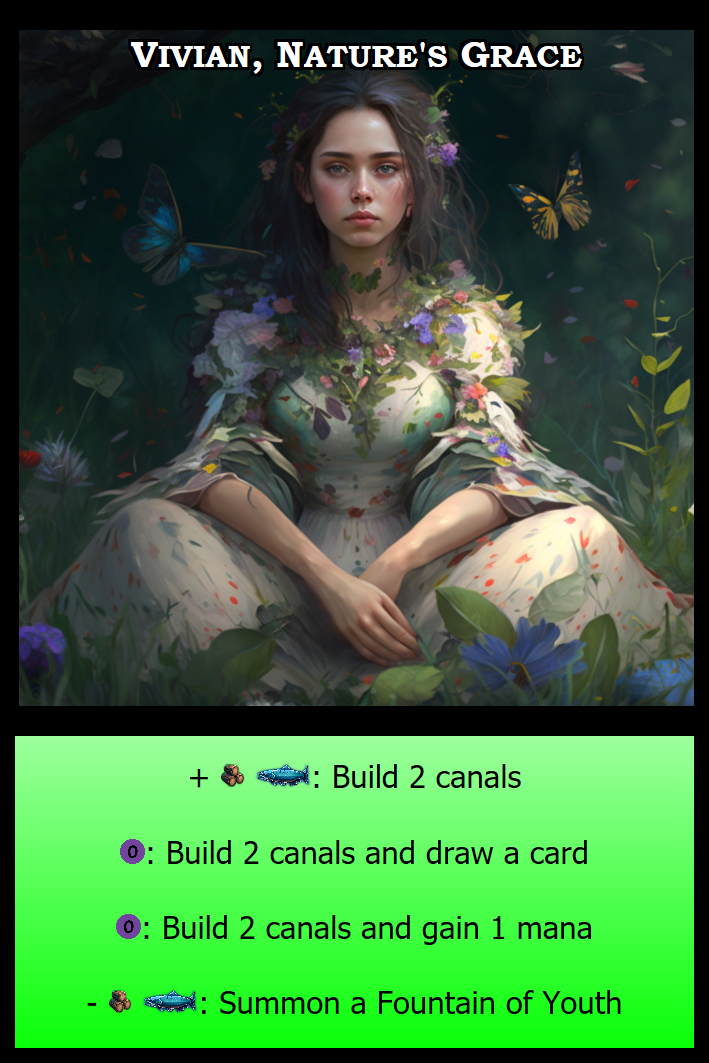 Vivian, Nature's Grace
+ : Build 2 canals
0: Build 2 canals and draw a card
0: Build 2 canals and gain 1 mana
- : Summon a Fountain of Youth